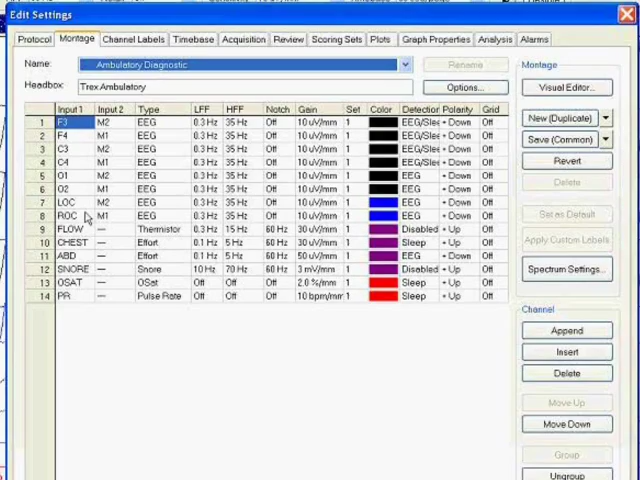 Edit Settings
Protocol Montage Channel Labels Timebase Acquisition Review Scoring Sets Plots Graph Properties Analysis Alarms
Name: Ambulatory Diagnostic Rename Montage
Headbox: Trex Ambulatory Options... Visual Editor...
Input 1 Input 2 Type LFF HFF Notch Gain Set Color Detection Polarity Grid
1 F3 M2 EEG 0.3 Hz 35 Hz Off 10 uV/mm 1 EEG/Slee + Down Off
2 F4 M1 EEG 0.3 Hz 35 Hz Off 10 uV/mm 1 EEG/Slee + Down Off
3 C3 M2 EEG 0.3 Hz 35 Hz Off 10 uV/mm 1 EEG/Slee + Down Off
4 C4 M1 EEG 0.3 Hz 35 Hz Off 10 uV/mm 1 EEG/Slee + Down Off
5 O1 M2 EEG 0.3 Hz 35 Hz Off 10 uV/mm 1 EEG + Down Off
6 O2 M1 EEG 0.3 Hz 35 Hz Off 10 uV/mm 1 EEG + Down Off
7 LOC M2 EEG 0.3 Hz 35 Hz Off 10 uV/mm 1 EEG + Down Off
8 ROC M1 EEG 0.3 Hz 35 Hz Off 10 uV/mm 1 EEG + Down Off
9 FLOW — Thermistor 0.3 Hz 15 Hz 60 Hz 30 uV/mm 1 Disabled + Up Off
10 CHEST — Effort 0.1 Hz 5 Hz 60 Hz 30 uV/mm 1 Sleep + Up Off
11 ABD — Effort 0.1 Hz 5 Hz 60 Hz 50 uV/mm 1 EEG + Down Off
12 SNORE — Snore 10 Hz 70 Hz 60 Hz 3 mV/mm 1 Disabled + Up Off
13 OSAT — OSat Off Off Off 2.0 %/mm 1 Sleep + Up Off
14 PR — Pulse Rate Off Off Off 10 bpm/mm 1 Sleep + Up Off
New (Duplicate)
Save (Common)
Revert
Delete
Set as Default
Apply Custom Labels
Spectrum Settings...
Channel
Append
Insert
Delete
Move Up
Move Down
Group
Ungroup